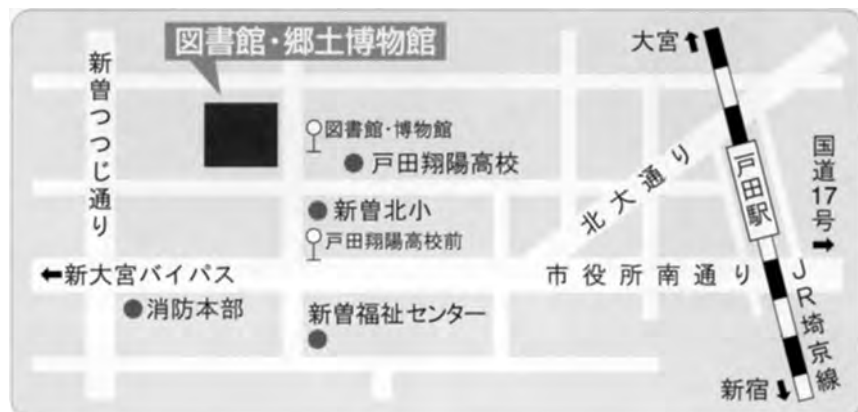 図書館・郷土博物館
大宮↑
新曽つつじ通り
図書館・博物館
戸田翔陽高校
北大通り
戸田駅
国道17号→
新曽北小
戸田翔陽高校前
←新大宮バイパス
市役所南通り
JR埼京線
消防本部
新曽福祉センター
新宿↓